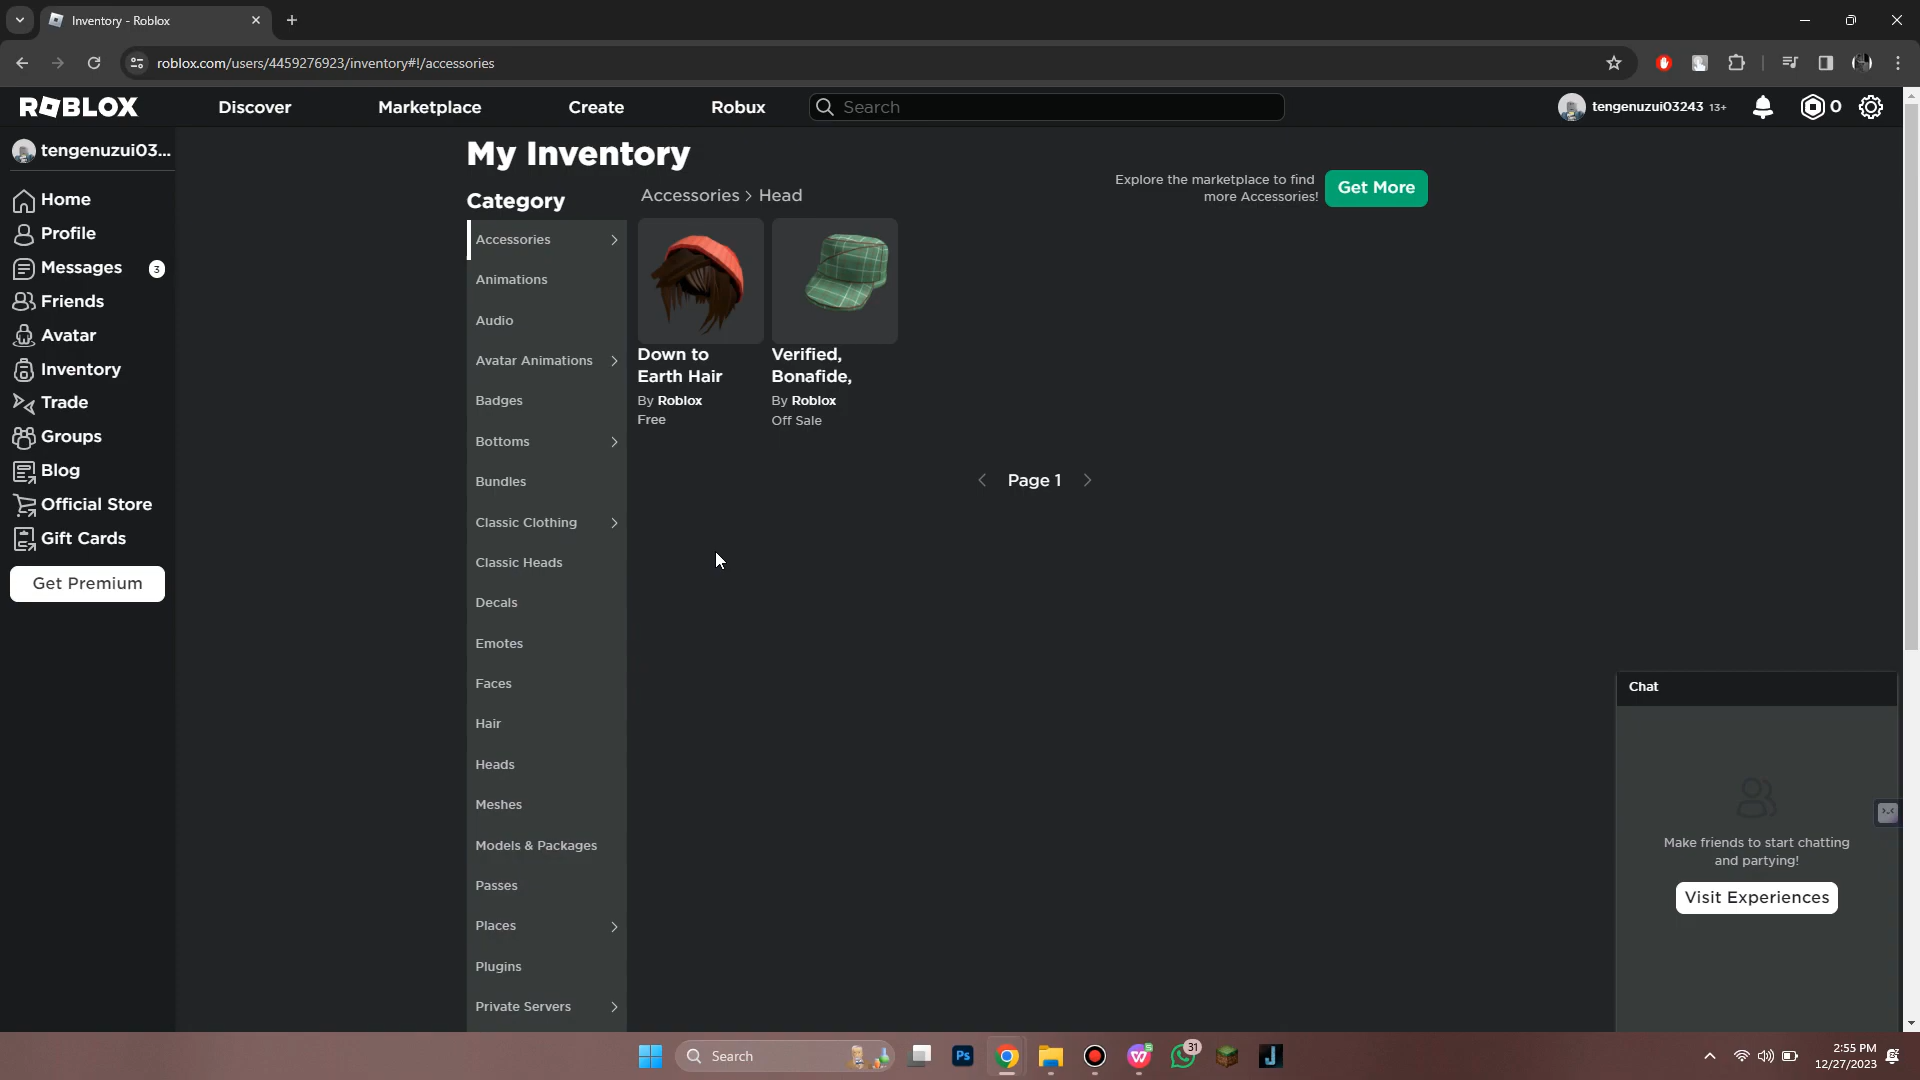 Inventory - Roblox
roblox.com/users/4459276923/inventory#!/accessories
ROBLOX
Discover
Marketplace
Create
Robux
Search
tengenuzui03243 13+
0
tengenuzui03...
Home
Profile
Messages
3
Friends
Avatar
Inventory
Trade
Groups
Blog
Official Store
Gift Cards
Get Premium
My Inventory
Category
Accessories
Animations
Audio
Avatar Animations
Badges
Bottoms
Bundles
Classic Clothing
Classic Heads
Decals
Emotes
Faces
Hair
Heads
Meshes
Models & Packages
Passes
Places
Plugins
Private Servers
Accessories > Head
Explore the marketplace to find
more Accessories!
Get More
Down to
Earth Hair
By Roblox
Free
Verified,
Bonafide,
By Roblox
Off Sale
Page 1
Chat
Make friends to start chatting
and partying!
Visit Experiences
Search
Ps
31
2:55 PM
12/27/2023